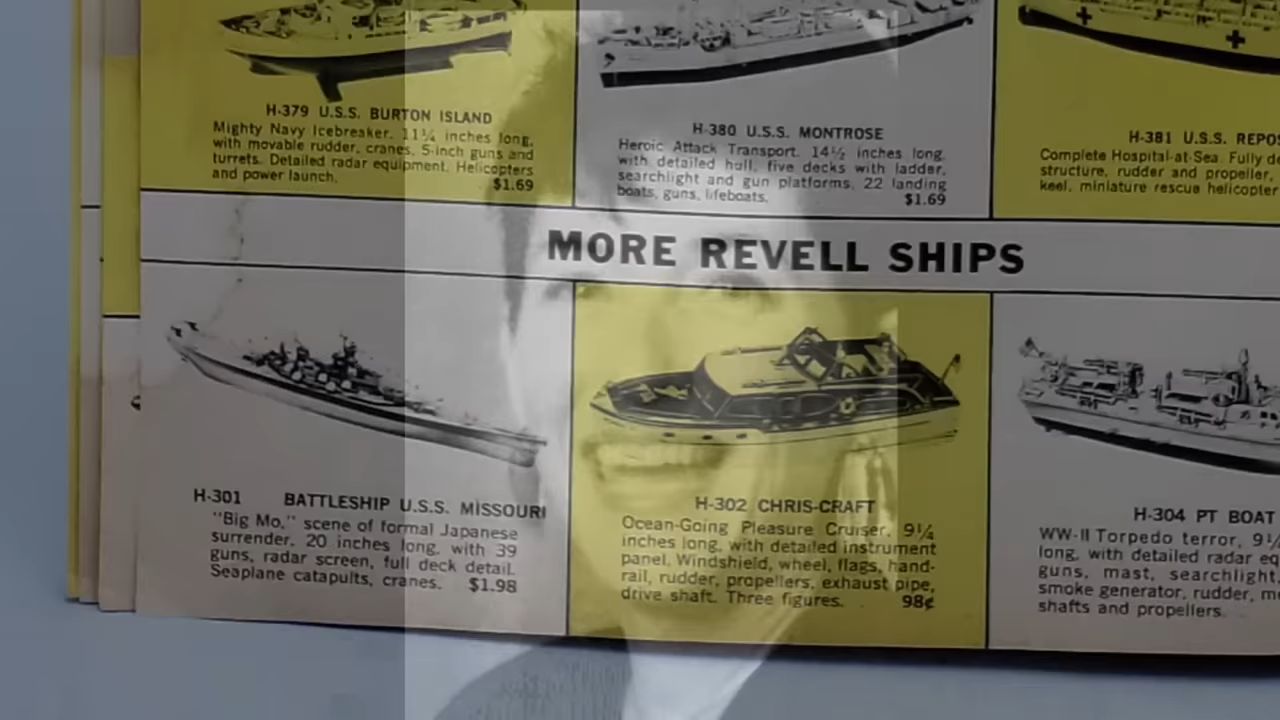 H-379 U.S.S. BURTON ISLAND
Mighty Navy Icebreaker. 11¼ inches long,
with movable rudder, cranes, 5-inch guns and
turrets. Detailed radar equipment. Helicopters
and power launch. $1.69
H-380 U.S.S. MONTROSE
Heroic Attack Transport. 14½ inches long,
with detailed hull, five decks with ladder,
searchlight and gun platforms, 22 landing
boats, guns, lifeboats. $1.69
H-381 U.S.S. REPOS
Complete Hospital-at-Sea. Fully de
structure, rudder and propeller,
keel, miniature rescue helicopter
MORE REVELL SHIPS
H-301 BATTLESHIP U.S.S. MISSOURI
"Big Mo," scene of formal Japanese
surrender. 20 inches long, with 39
guns, radar screen, full deck detail.
Seaplane catapults, cranes. $1.98
H-302 CHRIS-CRAFT
Ocean-Going Pleasure Cruiser. 9¼
inches long, with detailed instrument
panel. Windshield, wheel, flags, hand-
rail, rudder, propellers, exhaust pipe,
drive shaft. Three figures. 98¢
H-304 PT BOAT
WW-II Torpedo terror, 9¼
long, with detailed radar eq
guns, mast, searchlight,
smoke generator, rudder, m
shafts and propellers.